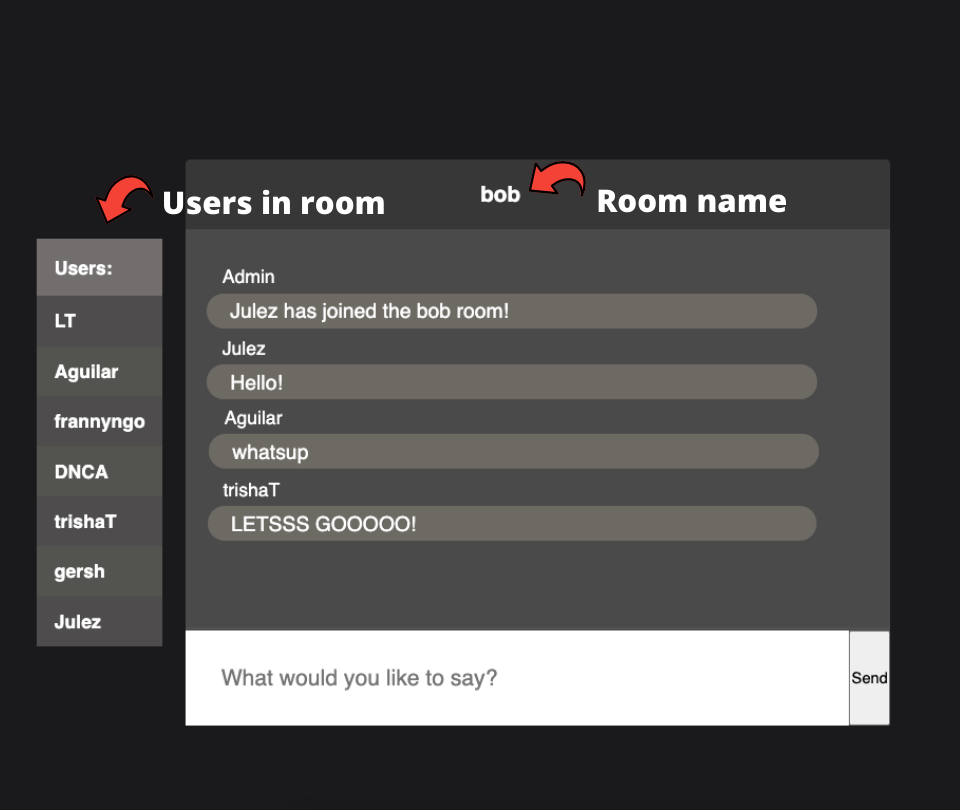 Users in room
bob
Room name
Users:
LT
Aguilar
frannyngo
DNCA
trishaT
gersh
Julez
Admin
Julez has joined the bob room!
Julez
Hello!
Aguilar
whatsup
trishaT
LETSSS GOOOOO!
What would you like to say?
Send